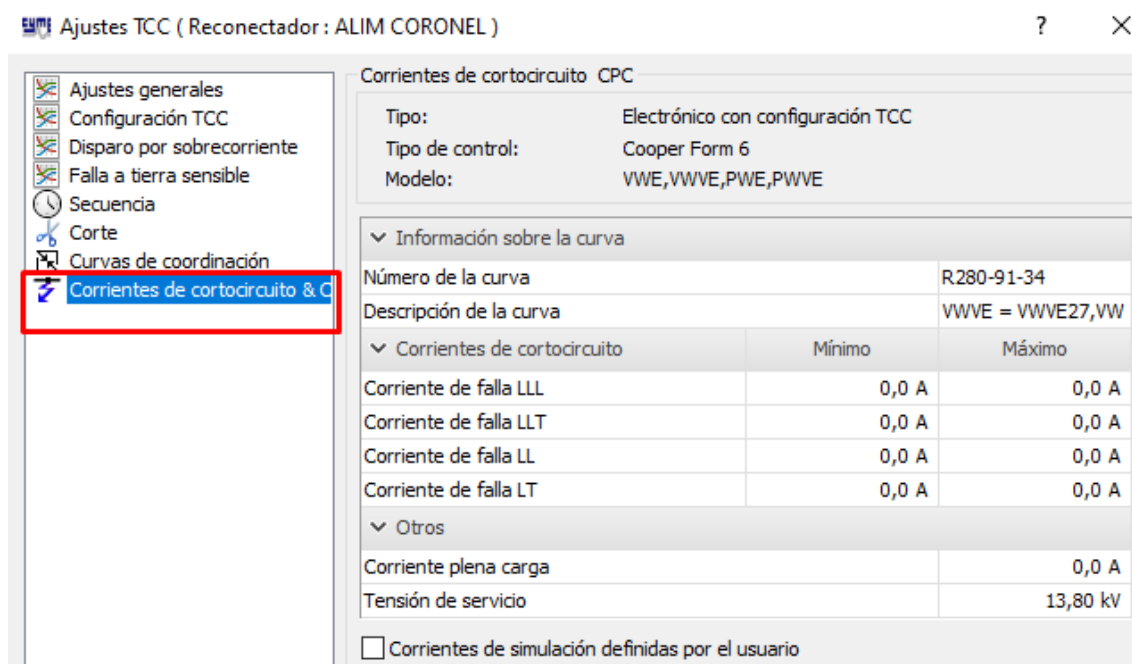 Ajustes TCC ( Reconectador : ALIM CORONEL ) ?
Ajustes generales
Configuración TCC
Disparo por sobrecorriente
Falla a tierra sensible
Secuencia
Corte
Curvas de coordinación
Corrientes de cortocircuito & C
Corrientes de cortocircuito CPC
Tipo: Electrónico con configuración TCC
Tipo de control: Cooper Form 6
Modelo: VWE,VWVE,PWE,PWVE
Información sobre la curva
Número de la curva R280-91-34
Descripción de la curva VWVE = VWVE27,VW
Corrientes de cortocircuito Mínimo Máximo
Corriente de falla LLL 0,0 A 0,0 A
Corriente de falla LLT 0,0 A 0,0 A
Corriente de falla LL 0,0 A 0,0 A
Corriente de falla LT 0,0 A 0,0 A
Otros
Corriente plena carga 0,0 A
Tensión de servicio 13,80 kV
Corrientes de simulación definidas por el usuario